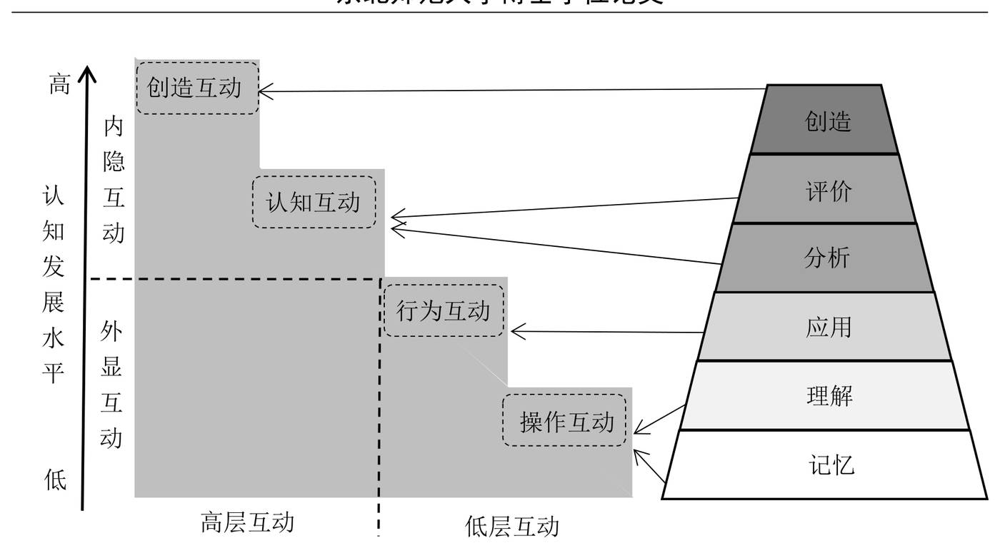 高
内隐互动
认知发展水平
外显互动
低
创造互动
认知互动
行为互动
操作互动
高层互动
低层互动
创造
评价
分析
应用
理解
记忆